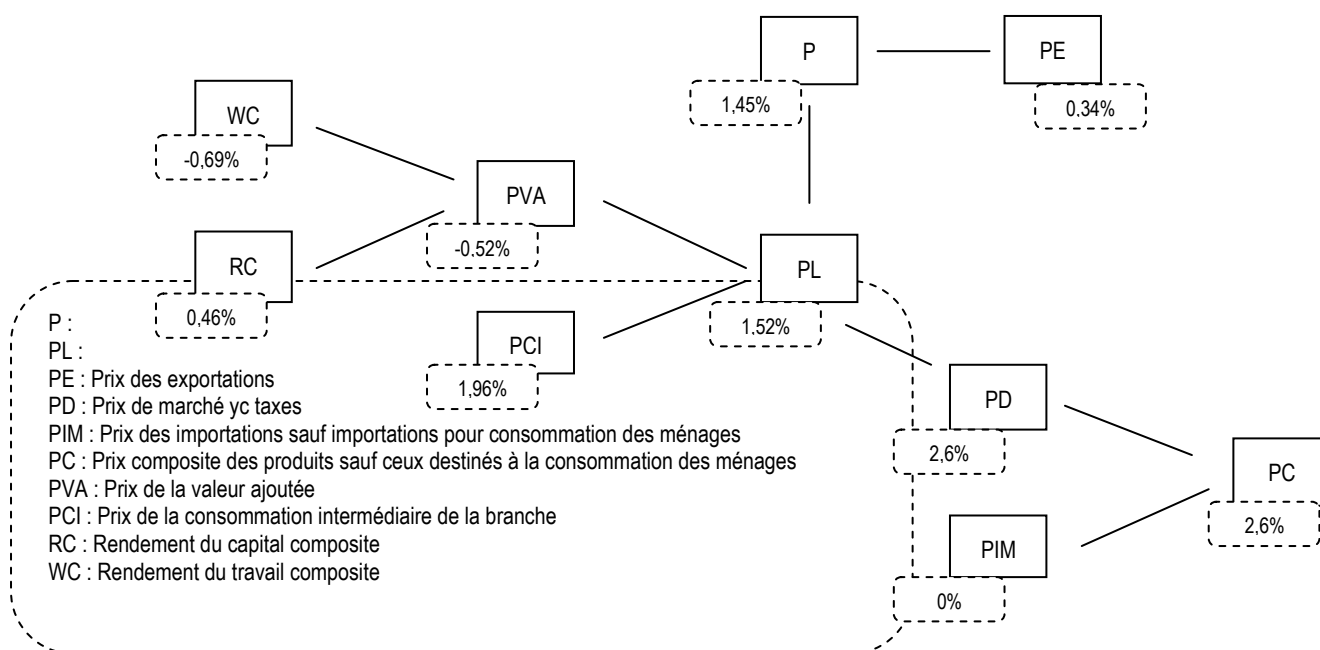 P
PE
1,45%
0,34%
WC
-0,69%
PVA
-0,52%
RC
0,46%
PL
1,52%
PCI
1,96%
P :
PL :
PE : Prix des exportations
PD : Prix de marché yc taxes
PIM : Prix des importations sauf importations pour consommation des ménages
PC : Prix composite des produits sauf ceux destinés à la consommation des ménages
PVA : Prix de la valeur ajoutée
PCI : Prix de la consommation intermédiaire de la branche
RC : Rendement du capital composite
WC : Rendement du travail composite
PD
2,6%
PC
2,6%
PIM
0%